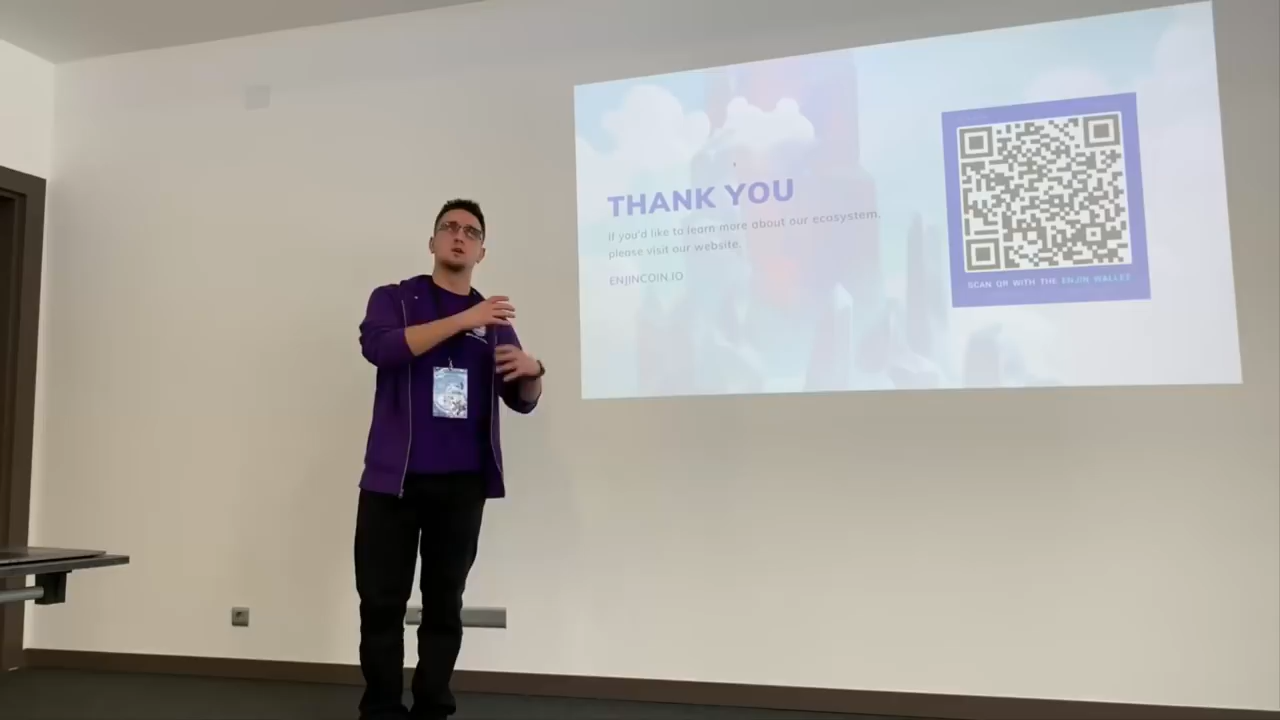 THANK YOU
If you'd like to learn more about our ecosystem,
please visit our website.
ENJINCOIN.IO
SCAN QR WITH THE ENJIN WALLET